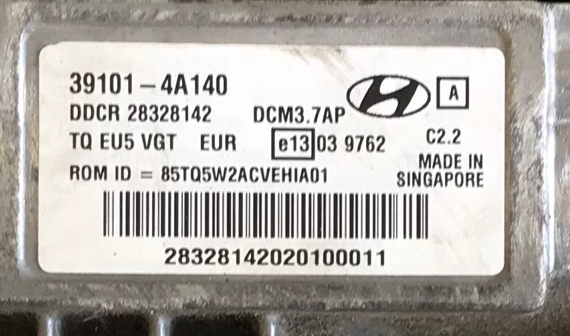 39101-4A140
A
DDCR 28328142 DCM3.7AP
TQ EU5 VGT EUR e13 03 9762 C2.2
ROM ID = 85TQ5W2ACVEHIA01 MADE IN
SINGAPORE
28328142020100011